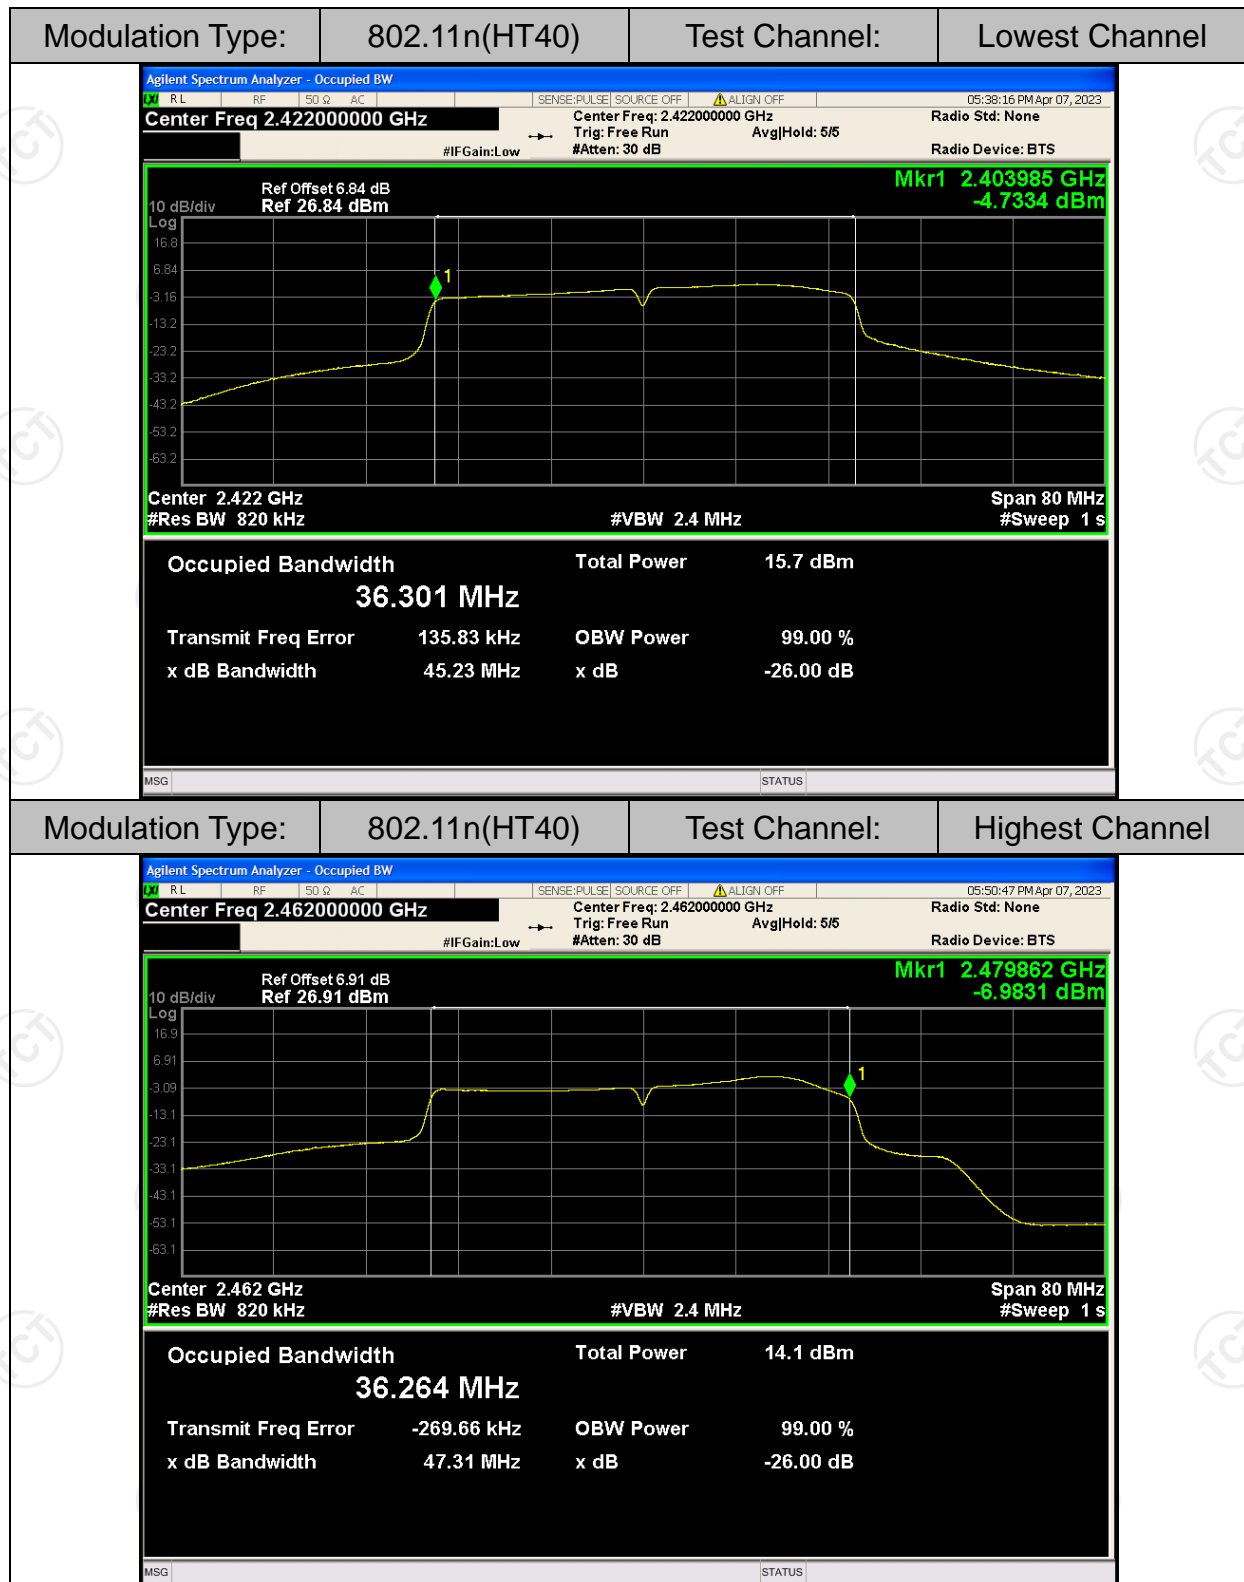 Modulation Type: 802.11n(HT40) Test Channel: Lowest Channel
Agilent Spectrum Analyzer - Occupied BW
LXI RL RF 50 Ω AC SENSE:PULSE SOURCE OFF ALIGN OFF 05:38:16 PM Apr 07, 2023
Center Freq 2.422000000 GHz Center Freq: 2.422000000 GHz Radio Std: None
Trig: Free Run Avg|Hold: 5/5
#IFGain:Low #Atten: 30 dB Radio Device: BTS
Mkr1 2.403985 GHz
Ref Offset 6.84 dB
-4.7334 dBm
10 dB/div Ref 26.84 dBm
Log
16.8
6.84
1
-3.16
-13.2
-23.2
-33.2
-43.2
-53.2
-63.2
Center 2.422 GHz Span 80 MHz
#Res BW 820 kHz #VBW 2.4 MHz #Sweep 1 s
Occupied Bandwidth Total Power 15.7 dBm
36.301 MHz
Transmit Freq Error 135.83 kHz OBW Power 99.00 %
x dB Bandwidth 45.23 MHz x dB -26.00 dB
MSG STATUS
Modulation Type: 802.11n(HT40) Test Channel: Highest Channel
Agilent Spectrum Analyzer - Occupied BW
LXI RL RF 50 Ω AC SENSE:PULSE SOURCE OFF ALIGN OFF 05:50:47 PM Apr 07, 2023
Center Freq 2.462000000 GHz Center Freq: 2.462000000 GHz Radio Std: None
Trig: Free Run Avg|Hold: 5/5
#IFGain:Low #Atten: 30 dB Radio Device: BTS
Mkr1 2.479862 GHz
Ref Offset 6.91 dB
-6.9831 dBm
10 dB/div Ref 26.91 dBm
Log
16.9
6.91
1
-3.09
-13.1
-23.1
-33.1
-43.1
-53.1
-63.1
Center 2.462 GHz Span 80 MHz
#Res BW 820 kHz #VBW 2.4 MHz #Sweep 1 s
Occupied Bandwidth Total Power 14.1 dBm
36.264 MHz
Transmit Freq Error -269.66 kHz OBW Power 99.00 %
x dB Bandwidth 47.31 MHz x dB -26.00 dB
MSG STATUS
TCT
TCT
TCT
TCT
TCT
TCT
TCT
TCT
TCT
TCT